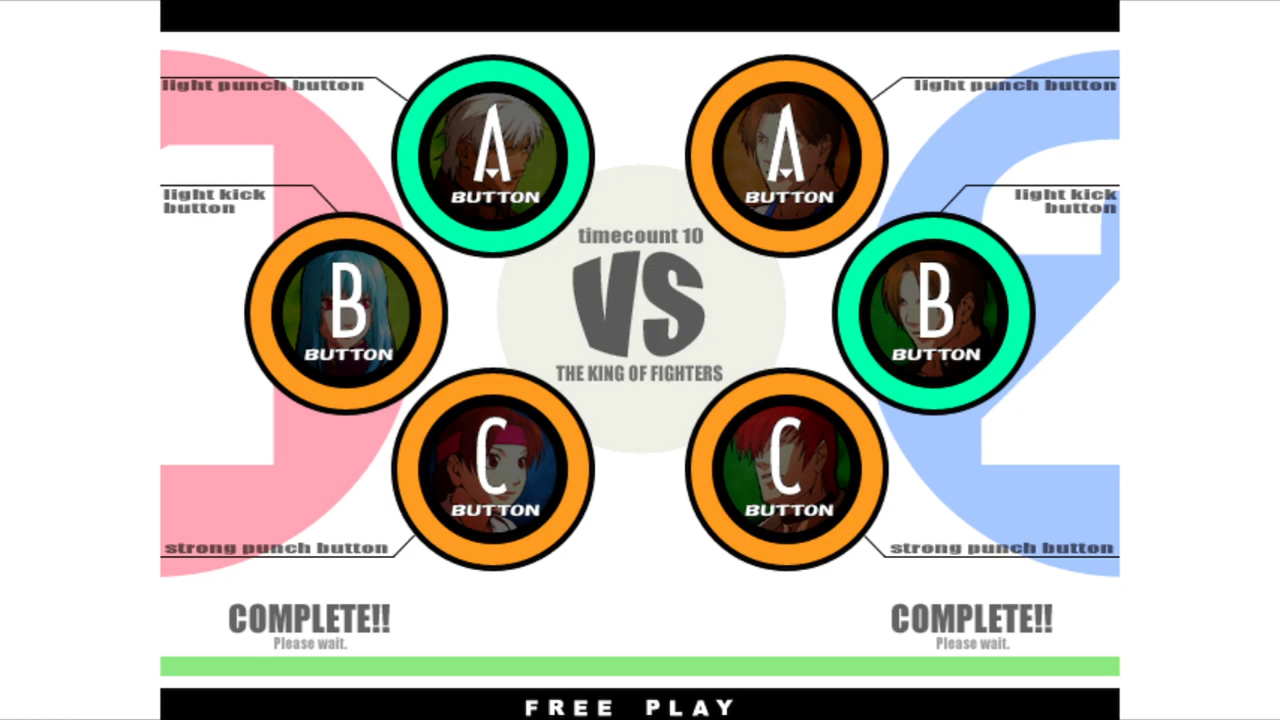 light punch button
A
BUTTON
A
BUTTON
light punch button
light kick
button
light kick
button
timecount 10
VS
THE KING OF FIGHTERS
B
BUTTON
B
BUTTON
C
BUTTON
C
BUTTON
strong punch button
strong punch button
COMPLETE!!
Please wait.
COMPLETE!!
Please wait.
FREE PLAY